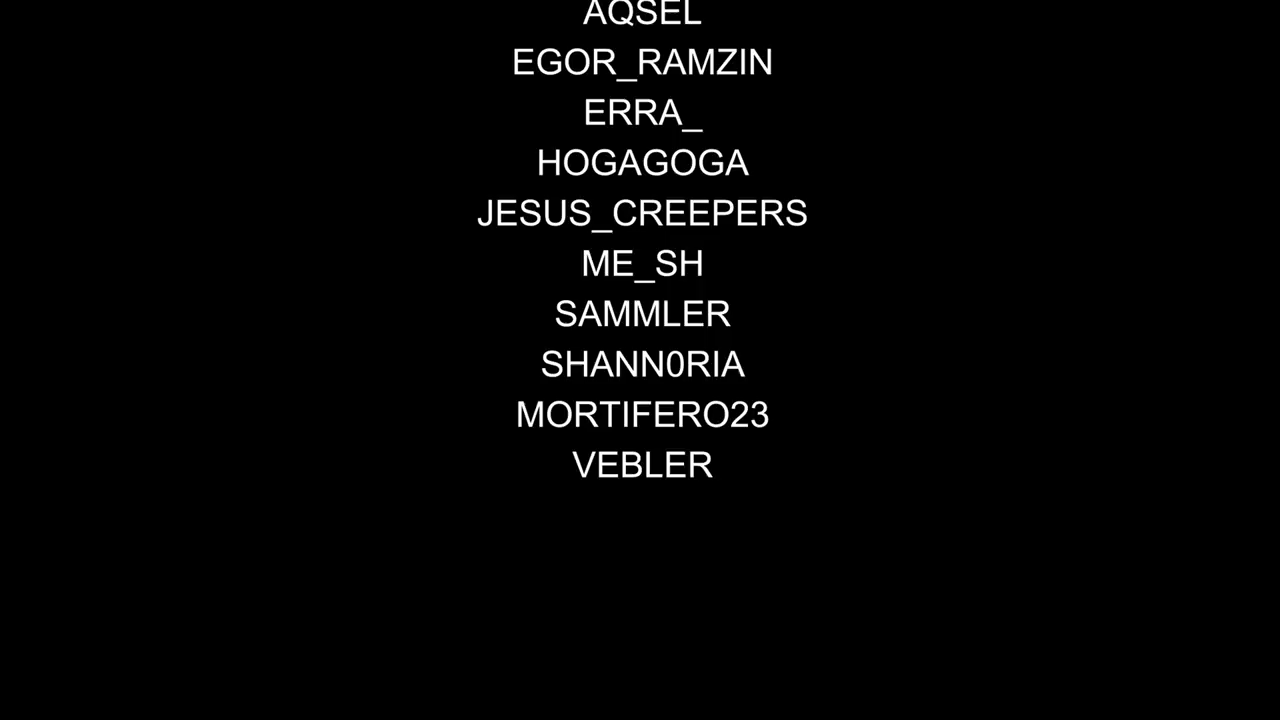 AQSEL
EGOR_RAMZIN
ERRA_
HOGAGOGA
JESUS_CREEPERS
ME_SH
SAMMLER
SHANN0RIA
MORTIFERO23
VEBLER